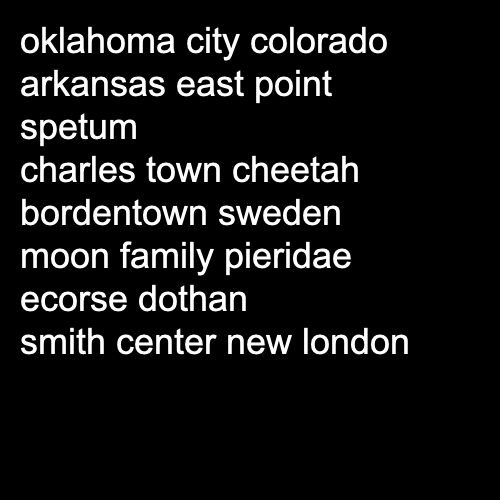 oklahoma city colorado
arkansas east point
spetum
charles town cheetah
bordentown sweden
moon family pieridae
ecorse dothan
smith center new london